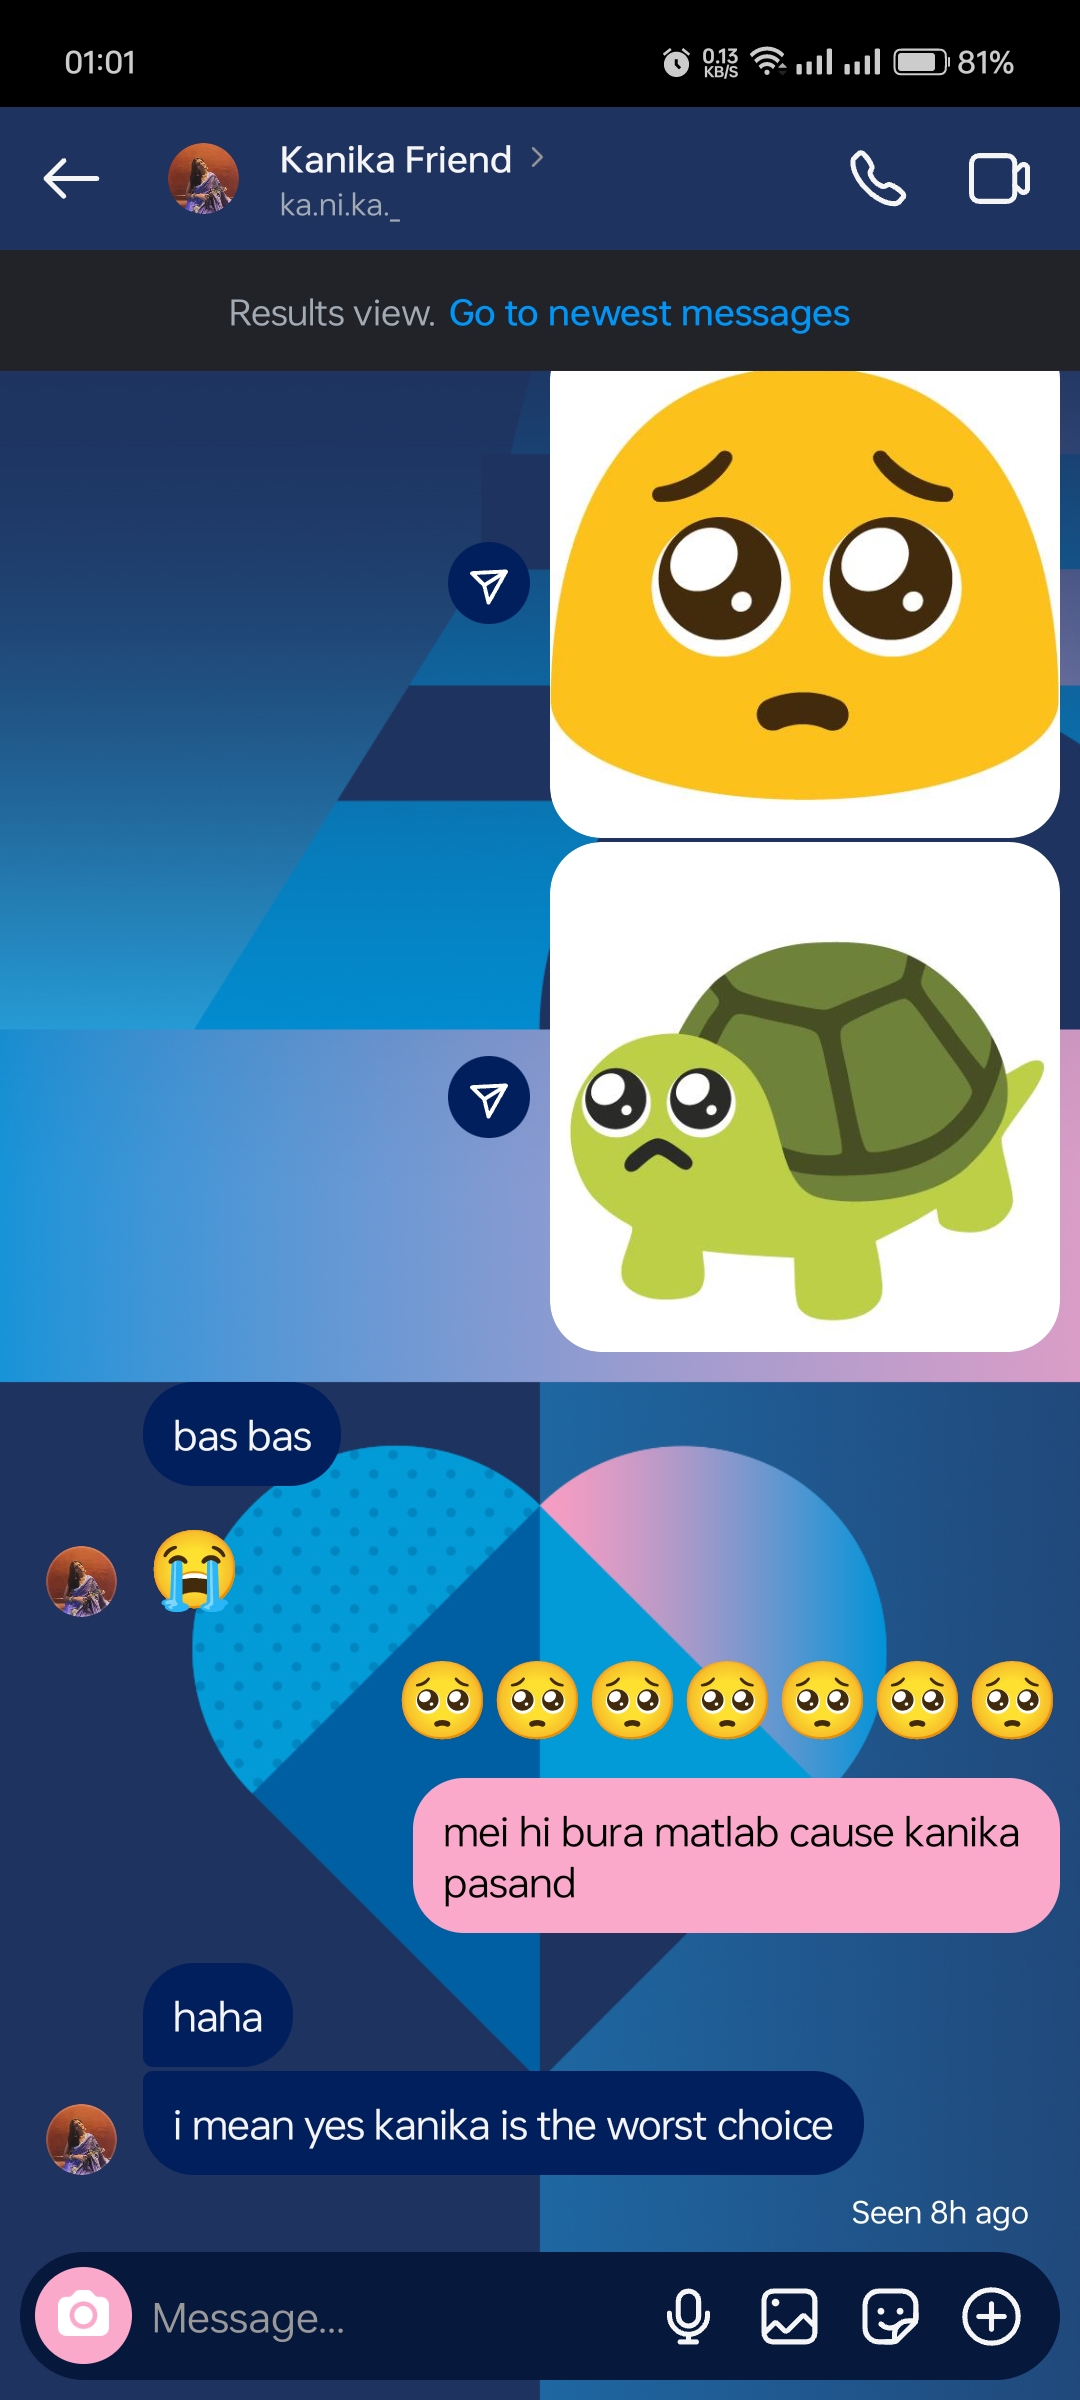 01:01
0.13
KB/S
81%
Kanika Friend
ka.ni.ka._
Results view. Go to newest messages
bas bas
😭
🥺🥺🥺🥺🥺🥺🥺
mei hi bura matlab cause kanika
pasand
haha
i mean yes kanika is the worst choice
Seen 8h ago
Message...